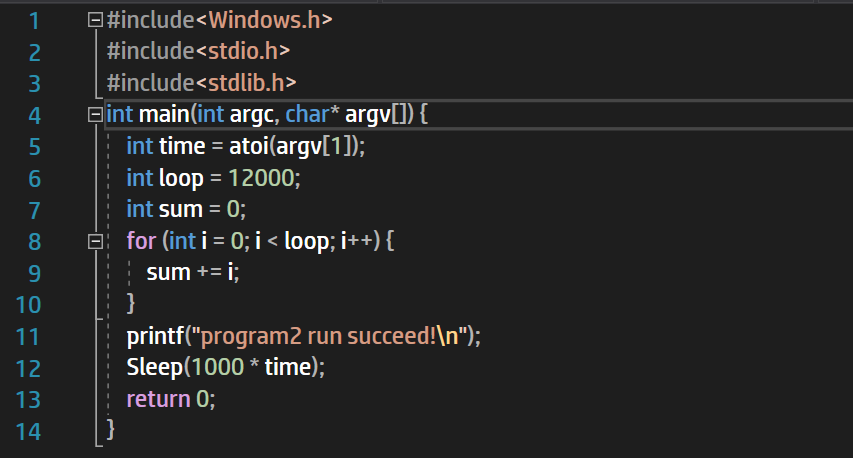 1 #include<Windows.h>
2 #include<stdio.h>
3 #include<stdlib.h>
4 int main(int argc, char* argv[]) {
5 int time = atoi(argv[1]);
6 int loop = 12000;
7 int sum = 0;
8 for (int i = 0; i < loop; i++) {
9 sum += i;
10 }
11 printf("program2 run succeed!\n");
12 Sleep(1000 * time);
13 return 0;
14 }